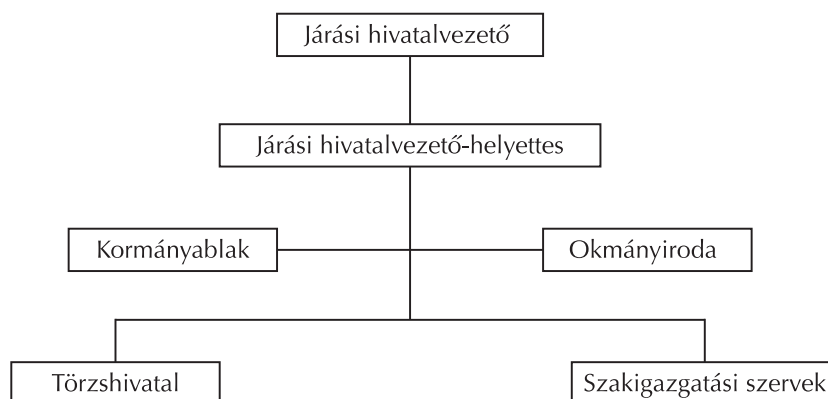 Járási hivatalvezető
Járási hivatalvezető-helyettes
Kormányablak
Okmányiroda
Törzshivatal
Szakigazgatási szervek